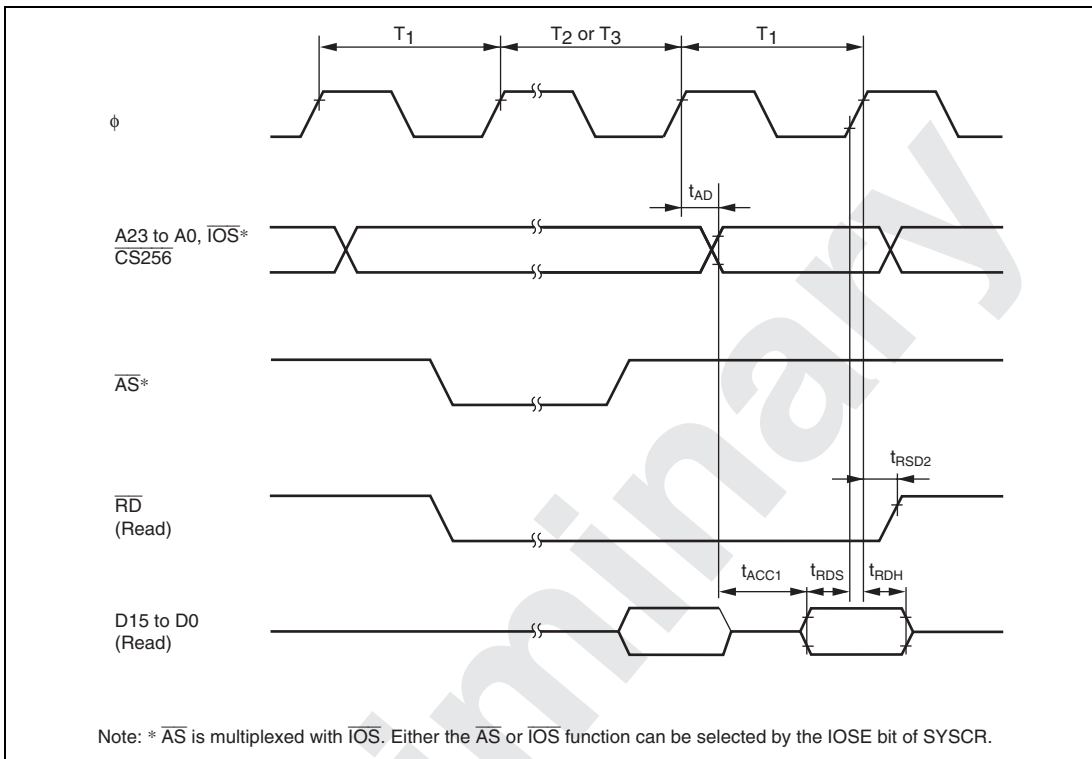 T1 T2 or T3 T1
ϕ
tAD
A23 to A0, IOS*
CS256
AS*
tRSD2
RD
(Read)
tACC1 tRDS tRDH
D15 to D0
(Read)
Note: * AS is multiplexed with IOS. Either the AS or IOS function can be selected by the IOSE bit of SYSCR.